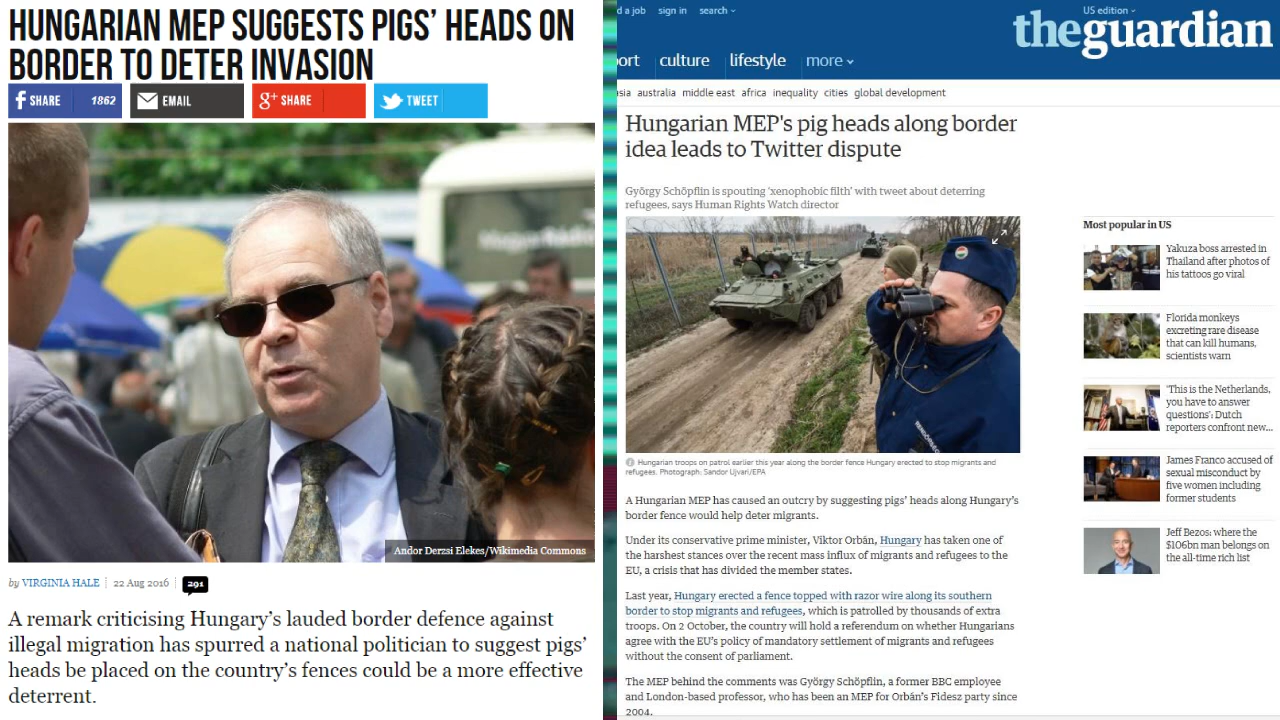 HUNGARIAN MEP SUGGESTS PIGS' HEADS ON
BORDER TO DETER INVASION
SHARE 1862
EMAIL
g+ SHARE
TWEET
Andor Derzsi Elekes/Wikimedia Commons
by VIRGINIA HALE | 22 Aug 2016 | 291
A remark criticising Hungary's lauded border defence against
illegal migration has spurred a national politician to suggest pigs'
heads be placed on the country's fences could be a more effective
deterrent.
d a job sign in search
US edition
theguardian
ort culture lifestyle more
sia australia middle east africa inequality cities global development
Hungarian MEP's pig heads along border
idea leads to Twitter dispute
György Schöpflin is spouting 'xenophobic filth' with tweet about deterring
refugees, says Human Rights Watch director
Hungarian troops on patrol earlier this year along the border fence Hungary erected to stop migrants and
refugees. Photograph: Sandor Ujvari/EPA
A Hungarian MEP has caused an outcry by suggesting pigs' heads along Hungary's
border fence would help deter migrants.
Under its conservative prime minister, Viktor Orbán, Hungary has taken one of
the harshest stances over the recent mass influx of migrants and refugees to the
EU, a crisis that has divided the member states.
Last year, Hungary erected a fence topped with razor wire along its southern
border to stop migrants and refugees, which is patrolled by thousands of extra
troops. On 2 October, the country will hold a referendum on whether Hungarians
agree with the EU's policy of mandatory settlement of migrants and refugees
without the consent of parliament.
The MEP behind the comments was György Schöpflin, a former BBC employee
and London-based professor, who has been an MEP for Orbán's Fidesz party since
2004.
Most popular in US
Yakuza boss arrested in
Thailand after photos of
his tattoos go viral
Florida monkeys
excreting rare disease
that can kill humans,
scientists warn
'This is the Netherlands,
you have to answer
questions': Dutch
reporters confront new...
James Franco accused of
sexual misconduct by
five women including
former students
Jeff Bezos: where the
$106bn man belongs on
the all-time rich list